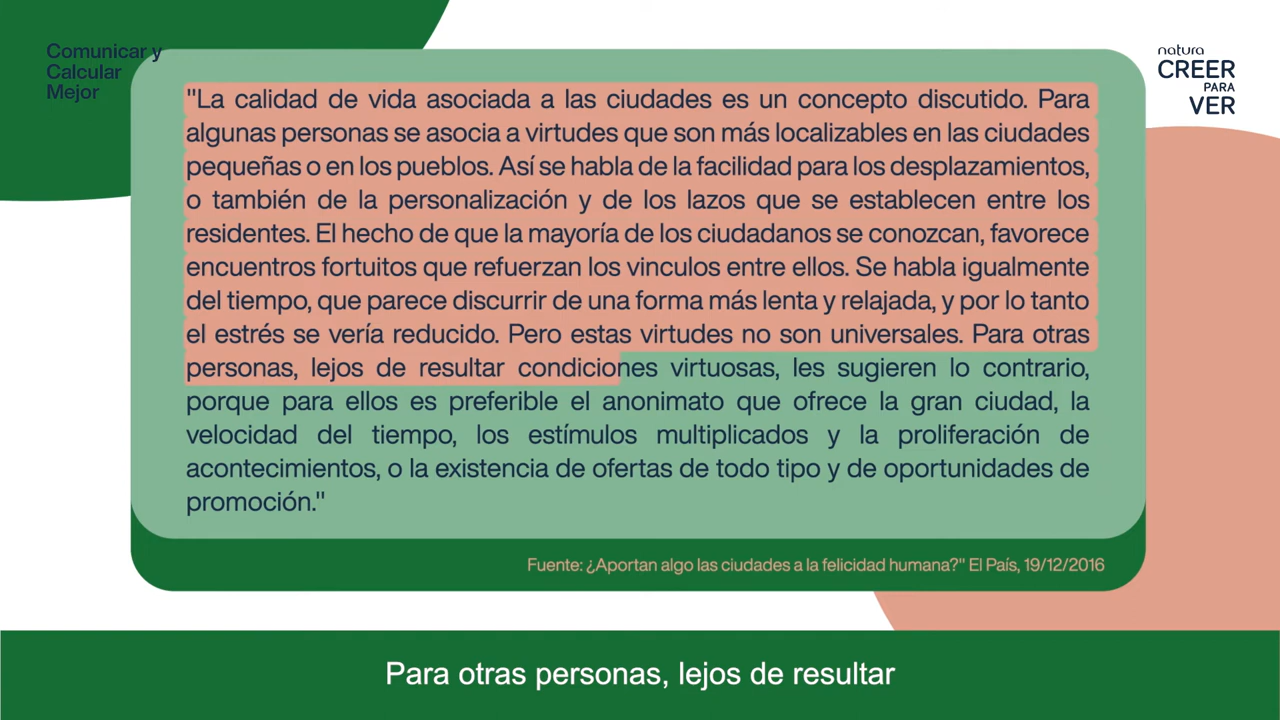 Comunicar y
Calcular
Mejor
natura
CREER
PARA
VER
"La calidad de vida asociada a las ciudades es un concepto discutido. Para
algunas personas se asocia a virtudes que son más localizables en las ciudades
pequeñas o en los pueblos. Así se habla de la facilidad para los desplazamientos,
o también de la personalización y de los lazos que se establecen entre los
residentes. El hecho de que la mayoría de los ciudadanos se conozcan, favorece
encuentros fortuitos que refuerzan los vinculos entre ellos. Se habla igualmente
del tiempo, que parece discurrir de una forma más lenta y relajada, y por lo tanto
el estrés se vería reducido. Pero estas virtudes no son universales. Para otras
personas, lejos de resultar condiciones virtuosas, les sugieren lo contrario,
porque para ellos es preferible el anonimato que ofrece la gran ciudad, la
velocidad del tiempo, los estímulos multiplicados y la proliferación de
acontecimientos, o la existencia de ofertas de todo tipo y de oportunidades de
promoción."
Fuente: ¿Aportan algo las ciudades a la felicidad humana?" El País, 19/12/2016
Para otras personas, lejos de resultar